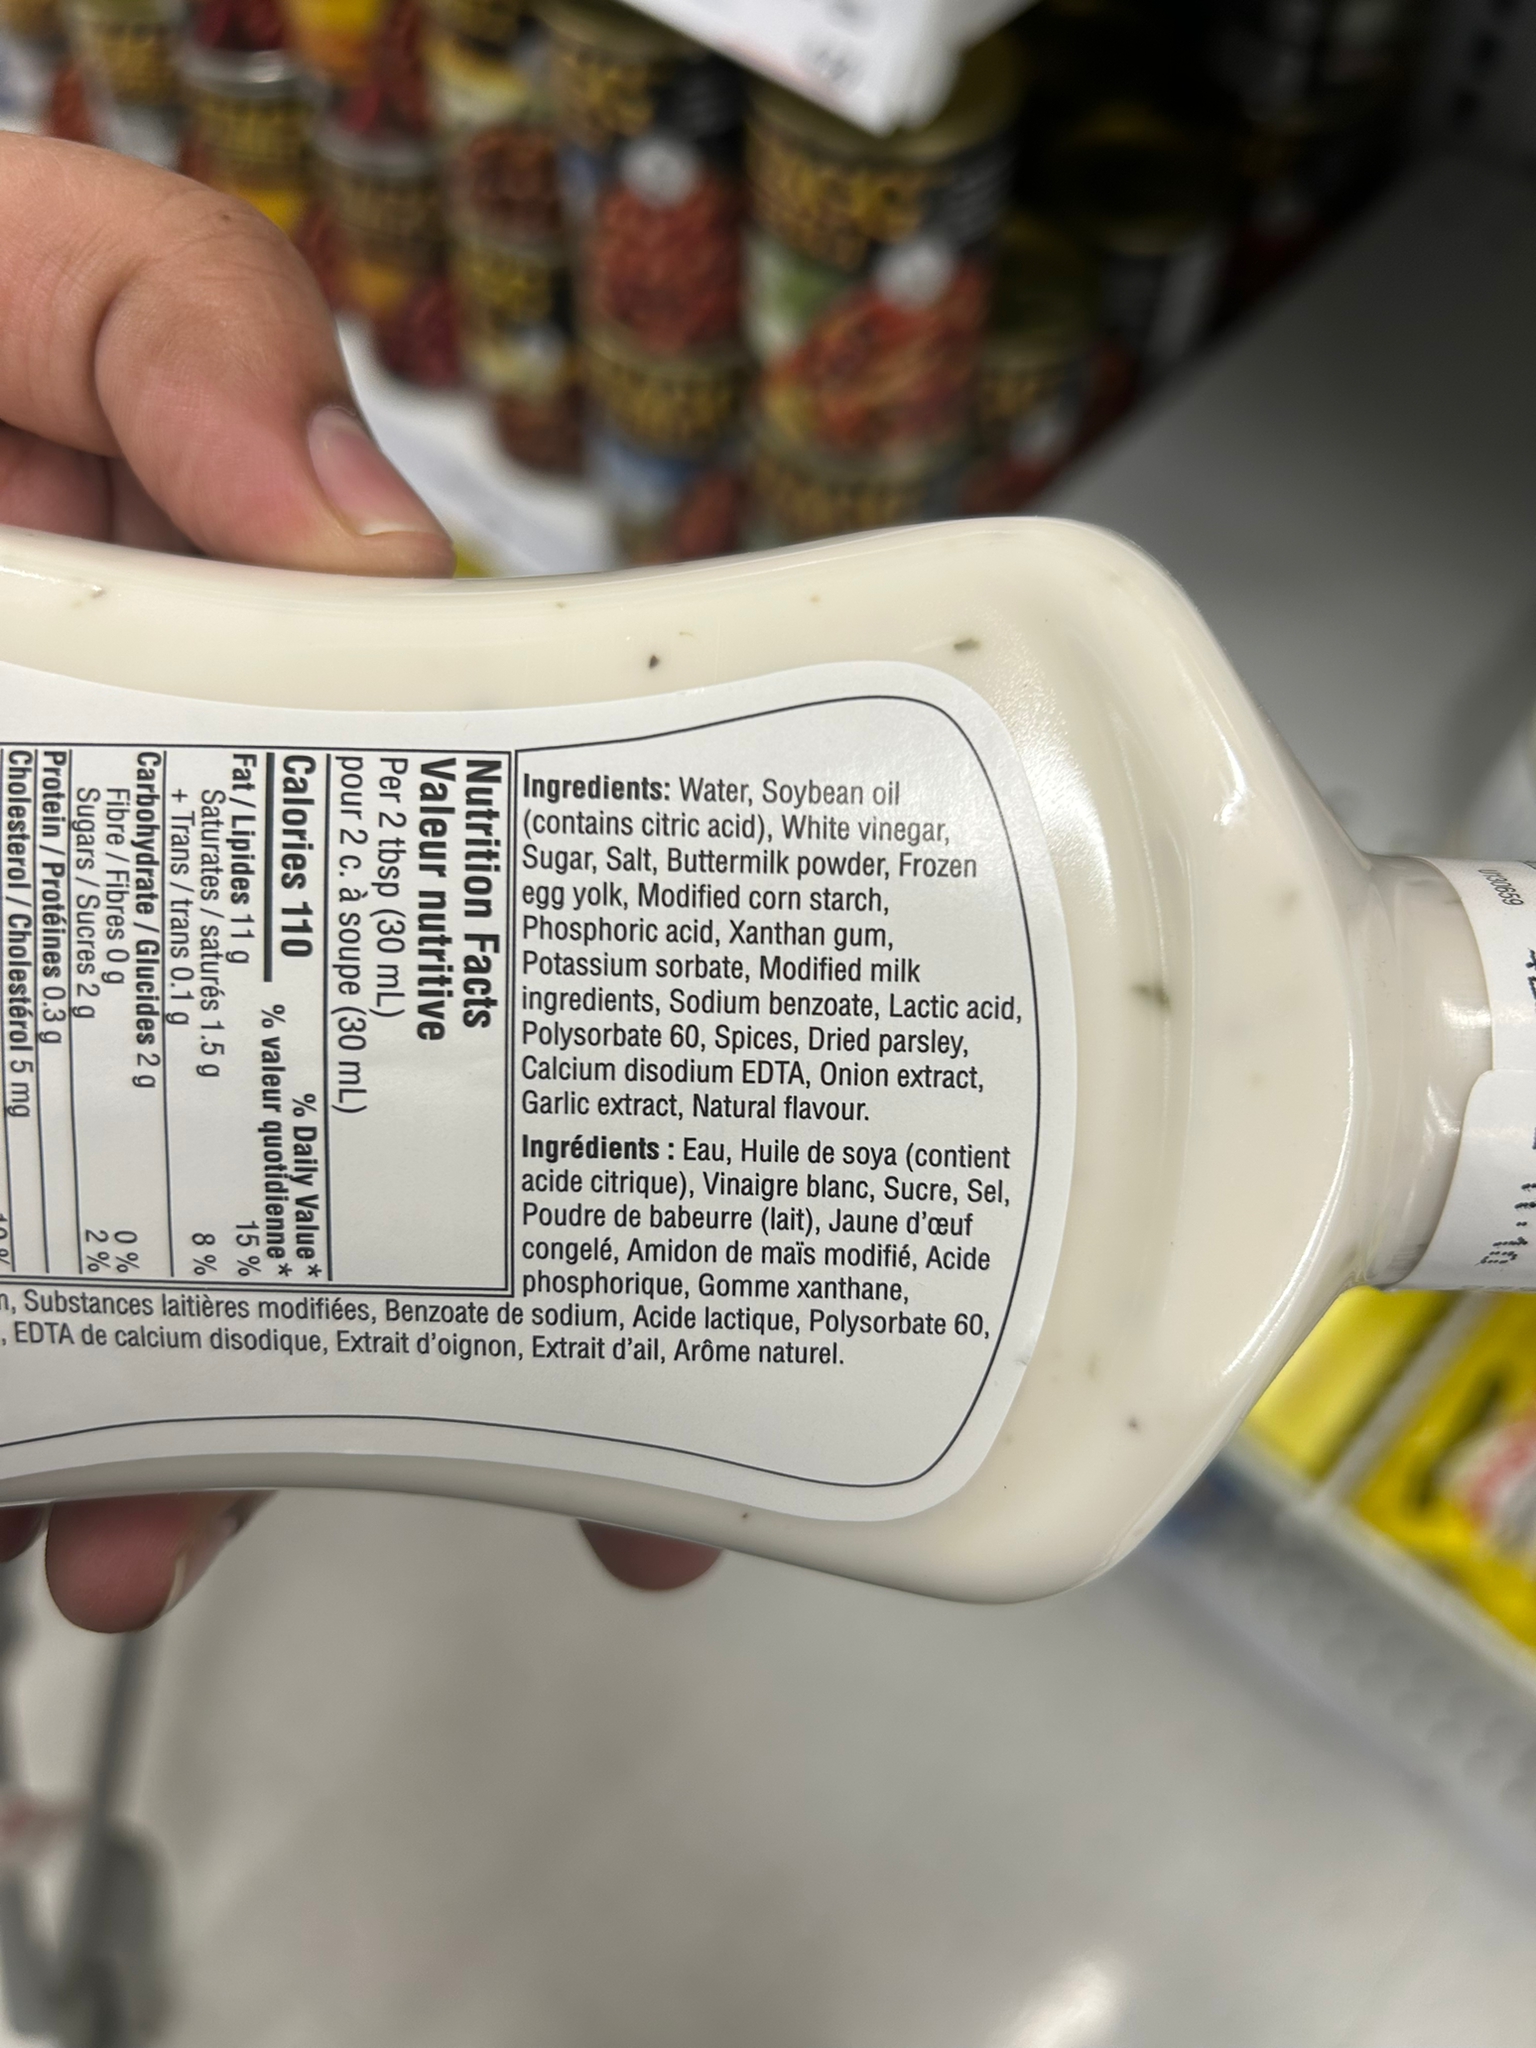 Ingredients: Water, Soybean oil
(contains citric acid), White vinegar,
Sugar, Salt, Buttermilk powder, Frozen
egg yolk, Modified corn starch,
Phosphoric acid, Xanthan gum,
Potassium sorbate, Modified milk
ingredients, Sodium benzoate, Lactic acid,
Polysorbate 60, Spices, Dried parsley,
Calcium disodium EDTA, Onion extract,
Garlic extract, Natural flavour.
Ingrédients : Eau, Huile de soya (contient
acide citrique), Vinaigre blanc, Sucre, Sel,
Poudre de babeurre (lait), Jaune d'œuf
congelé, Amidon de maïs modifié, Acide
phosphorique, Gomme xanthane,
Substances laitières modifiées, Benzoate de sodium, Acide lactique, Polysorbate 60,
, EDTA de calcium disodique, Extrait d'oignon, Extrait d'ail, Arôme naturel.
Nutrition Facts
Valeur nutritive
Per 2 tbsp (30 mL)
pour 2 c. à soupe (30 mL)
Calories 110 % Daily Value*
% valeur quotidienne*
Fat / Lipides 11 g 15 %
Saturates / saturés 1.5 g
+ Trans / trans 0.1 g 8 %
Carbohydrate / Glucides 2 g
Fibre / Fibres 0 g 0 %
Sugars / Sucres 2 g 2 %
Protein / Protéines 0.3 g
Cholesterol / Cholestérol 5 mg
0130659